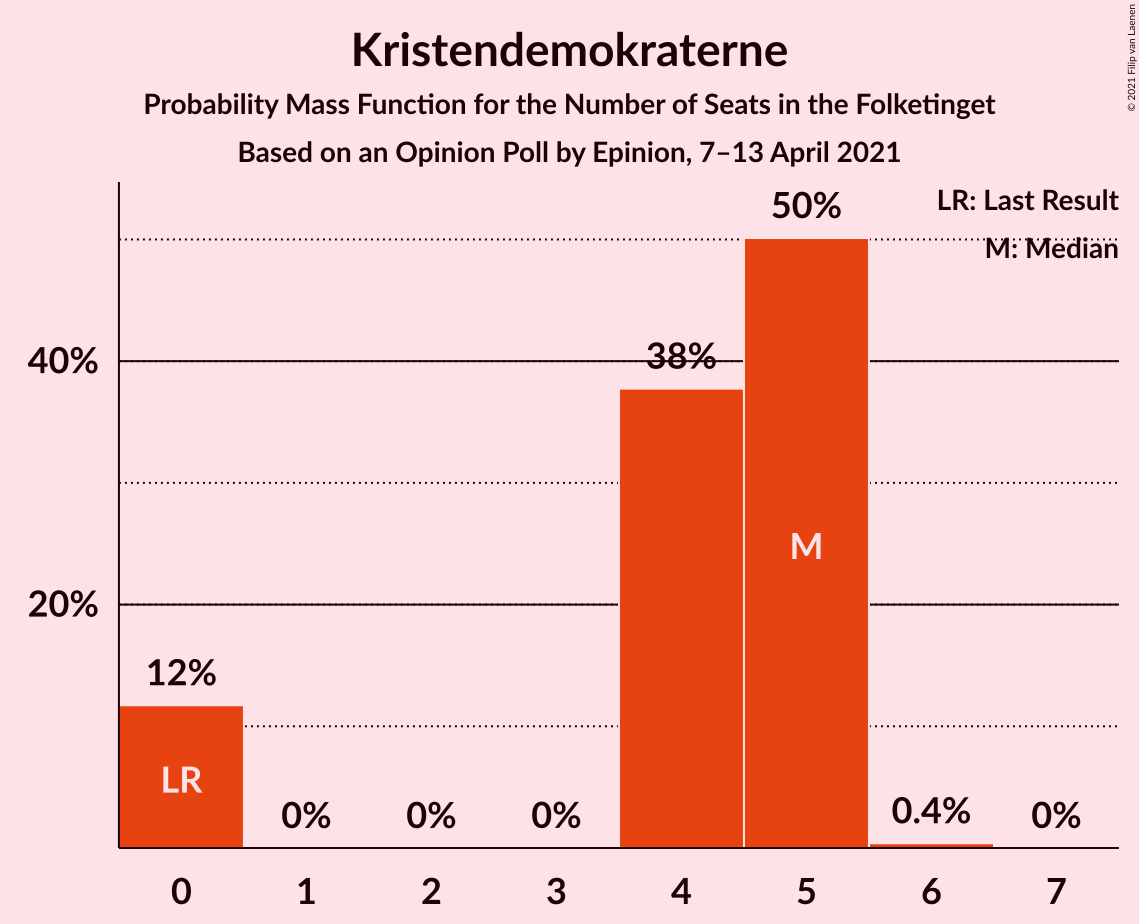 Kristendemokraterne
Probability Mass Function for the Number of Seats in the Folketinget
Based on an Opinion Poll by Epinion, 7–13 April 2021
© 2021 Filip van Laenen
LR: Last Result
M: Median
50%
40%
38%
M
20%
12%
LR
0%
0%
0%
0.4%
0%
0 1 2 3 4 5 6 7